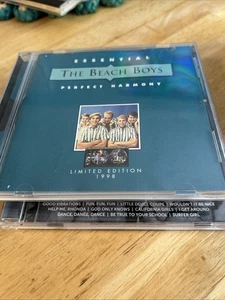 ESSENTIAL
THE BEACH BOYS
PERFECT HARMONY
LIMITED EDITION
1998
GOOD VIBRATIONS | FUN, FUN, FUN | LITTLE DEUCE COUPE | WOULDN'T IT BE NICE
HELP ME, RHONDA | GOD ONLY KNOWS | CALIFORNIA GIRLS | I GET AROUND
DANCE, DANCE, DANCE | BE TRUE TO YOUR SCHOOL | SURFER GIRL